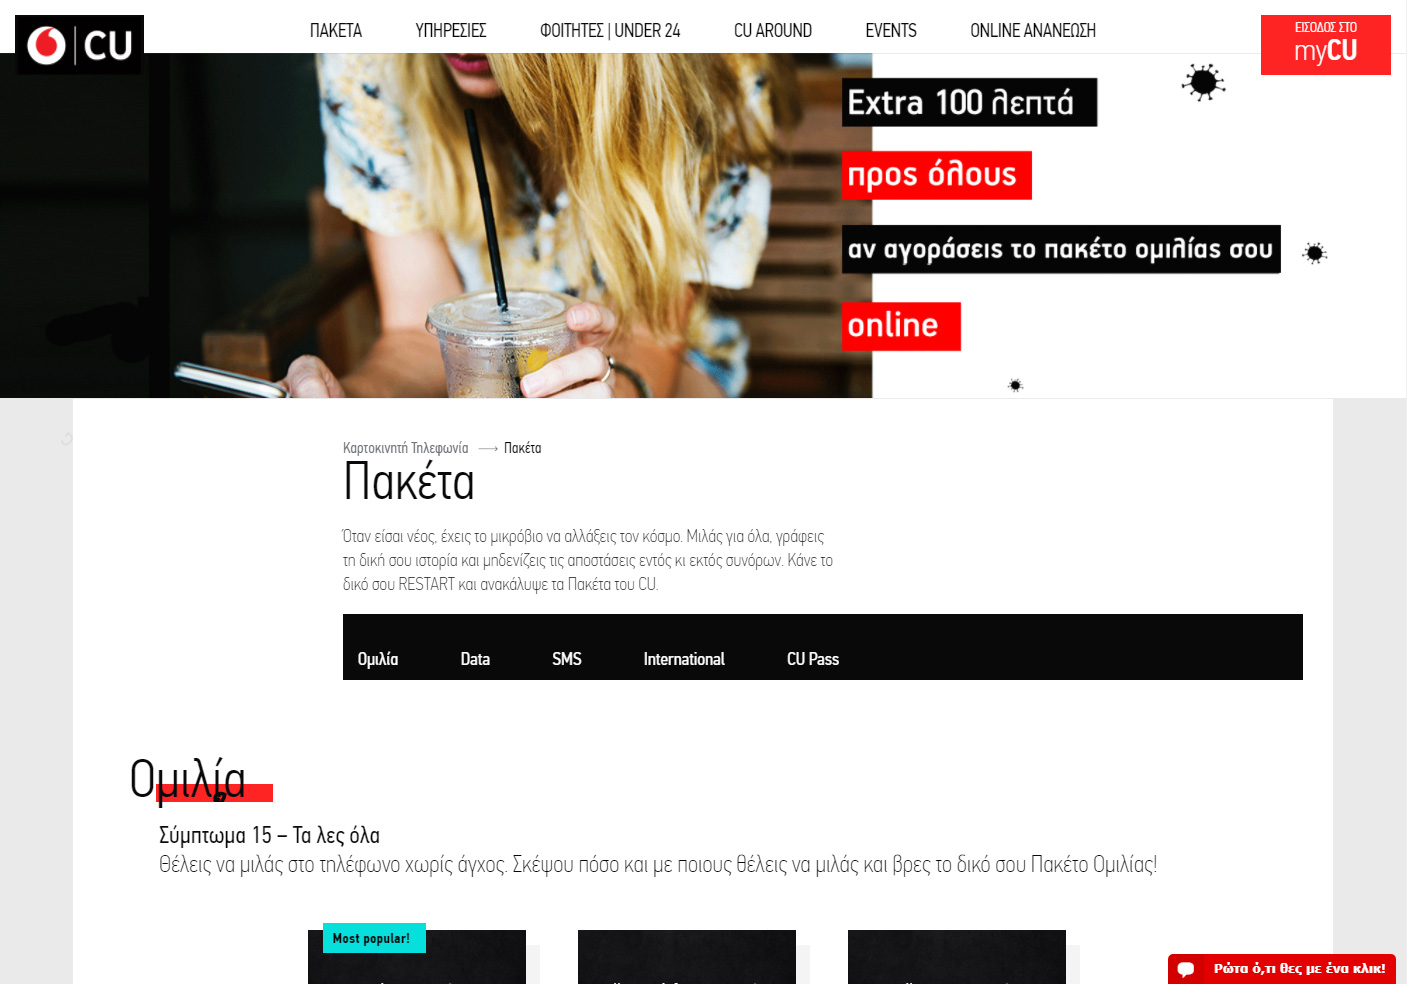 CU
ΠΑΚΕΤΑ
ΥΠΗΡΕΣΙΕΣ
ΦΟΙΤΗΤΕΣ | UNDER 24
CU AROUND
EVENTS
ONLINE ΑΝΑΝΕΩΣΗ
ΕΙΣΟΔΟΣ ΣΤΟ
myCU
Extra 100 λεπτά
προς όλους
αν αγοράσεις το πακέτο ομιλίας σου
online
Καρτοκινητή Τηλεφωνία ⟶ Πακέτα
Πακέτα
Όταν είσαι νέος, έχεις το μικρόβιο να αλλάξεις τον κόσμο. Μιλάς για όλα, γράφεις
τη δική σου ιστορία και μηδενίζεις τις αποστάσεις εντός κι εκτός συνόρων. Κάνε το
δικό σου RESTART και ανακάλυψε τα Πακέτα του CU.
Ομιλία
Data
SMS
International
CU Pass
Ομιλία
Σύμπτωμα 15 – Τα λες όλα
Θέλεις να μιλάς στο τηλέφωνο χωρίς άγχος. Σκέψου πόσο και με ποιους θέλεις να μιλάς και βρες το δικό σου Πακέτο Ομιλίας!
Most popular!
Ρώτα ό,τι θες με ένα κλικ!